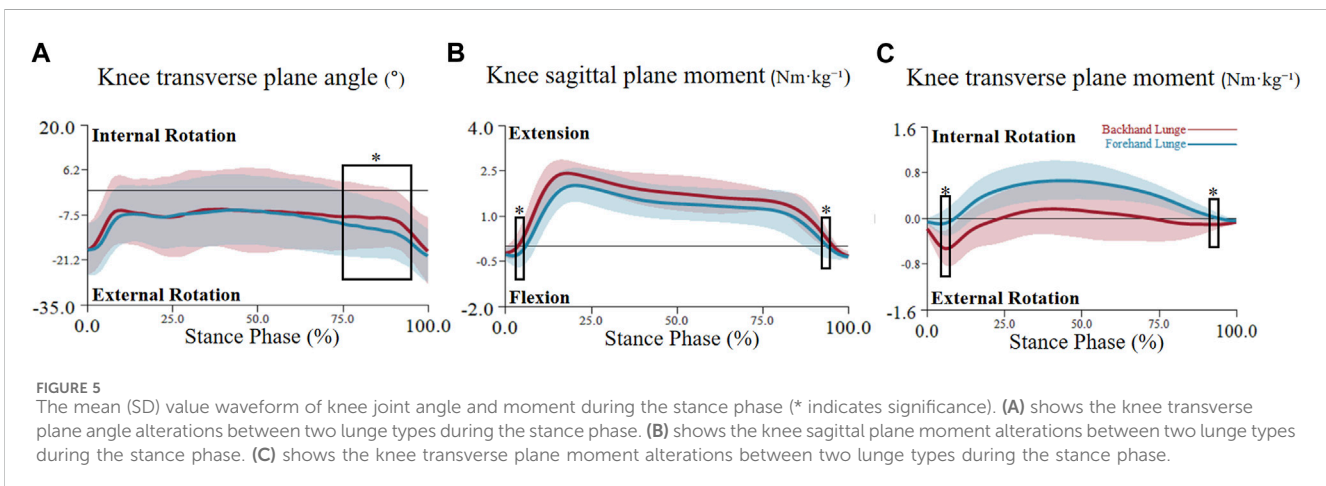 A
Knee transverse plane angle (°)
20.0
Internal Rotation
6.2
*
-7.5
-21.2
External Rotation
-35.0
0.0 25.0 50.0 75.0 100.0
Stance Phase (%)
B
Knee sagittal plane moment (Nm·kg⁻¹)
4.0
Extension
2.5
* *
1.0
-0.5
Flexion
-2.0
0.0 25.0 50.0 75.0 100.0
Stance Phase (%)
C
Knee transverse plane moment (Nm·kg⁻¹)
1.6
Internal Rotation
Backhand Lunge
Forehand Lunge
0.8
* *
0.0
-0.8
External Rotation
-1.6
0.0 25.0 50.0 75.0 100.0
Stance Phase (%)
FIGURE 5
The mean (SD) value waveform of knee joint angle and moment during the stance phase (* indicates significance). (A) shows the knee transverse
plane angle alterations between two lunge types during the stance phase. (B) shows the knee sagittal plane moment alterations between two lunge types
during the stance phase. (C) shows the knee transverse plane moment alterations between two lunge types during the stance phase.